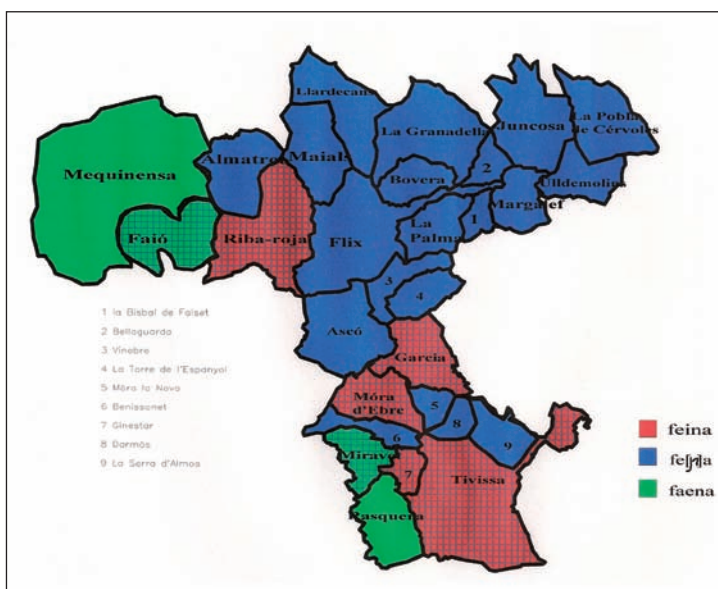 Llardecans
La Granadella
Juncosa
La Pobla
de Cérvoles
Almatret
Maials
Mequinensa
Bovera
2
Ulldemolins
Margalef
1
La
Palma
Faió
Riba-roja
Flix
3
4
1 la Bisbal de Falset
2 Bellaguarda
3 Vinebre
4 La Torre de l'Espanyol
5 Móra la Nova
6 Benissanet
7 Ginestar
8 Darmós
9 La Serra d'Almos
Ascó
Garcia
Móra
d'Ebre
5
8
6
9
Miravet
7
Tivissa
Rasquera
feina
faena